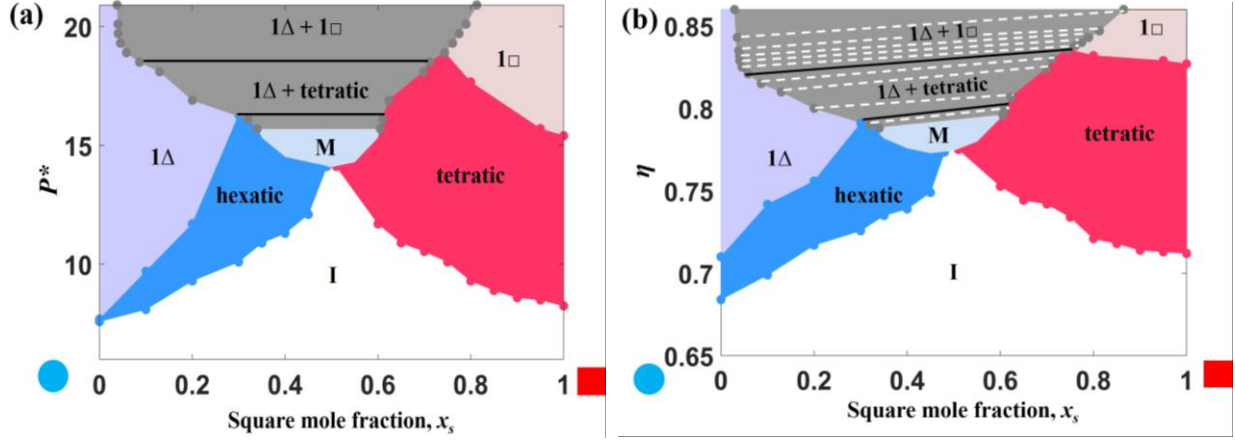 (a)
20
15
10
P*
1Δ + 1□
1□
1Δ + tetratic
1Δ
M
tetratic
hexatic
I
0 0.2 0.4 0.6 0.8 1
Square mole fraction, xs
(b)
0.85
0.8
0.75
0.7
0.65
η
1Δ + 1□
1□
1Δ + tetratic
M
tetratic
1Δ
hexatic
I
0 0.2 0.4 0.6 0.8 1
Square mole fraction, xs